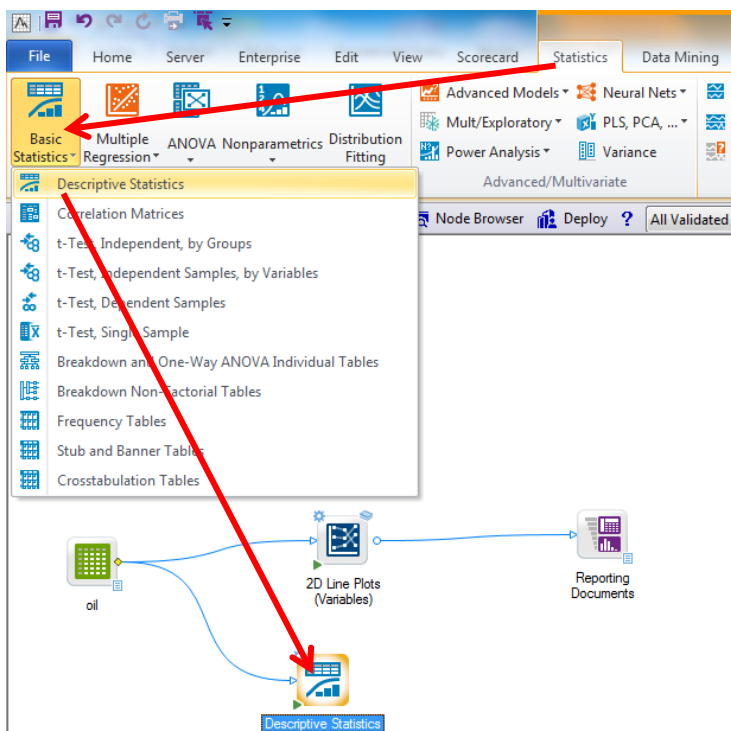 File Home Server Enterprise Edit View Scorecard Statistics Data Mining
Basic Statistics
Multiple Regression
ANOVA
Nonparametrics
Distribution Fitting
Advanced Models Neural Nets
Mult/Exploratory PLS, PCA, ...
Power Analysis Variance
Advanced/Multivariate
Descriptive Statistics
Correlation Matrices
t-Test, Independent, by Groups
t-Test, Independent Samples, by Variables
t-Test, Dependent Samples
t-Test, Single Sample
Breakdown and One-Way ANOVA Individual Tables
Breakdown Non-Factorial Tables
Frequency Tables
Stub and Banner Tables
Crosstabulation Tables
Node Browser Deploy ? All Validated
oil
2D Line Plots
(Variables)
Reporting
Documents
Descriptive Statistics